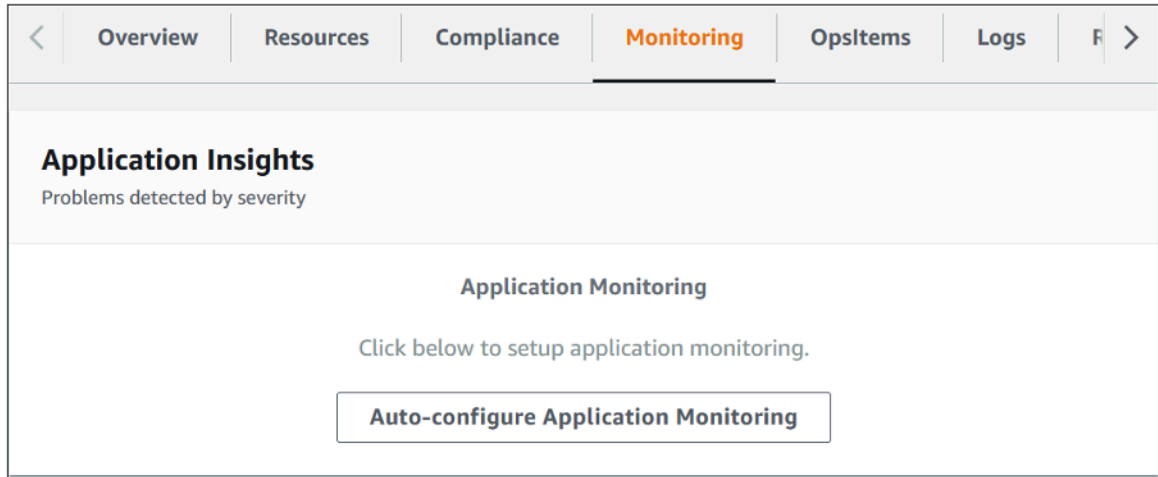 Overview Resources Compliance Monitoring OpsItems Logs
Application Insights
Problems detected by severity
Application Monitoring
Click below to setup application monitoring.
Auto-configure Application Monitoring